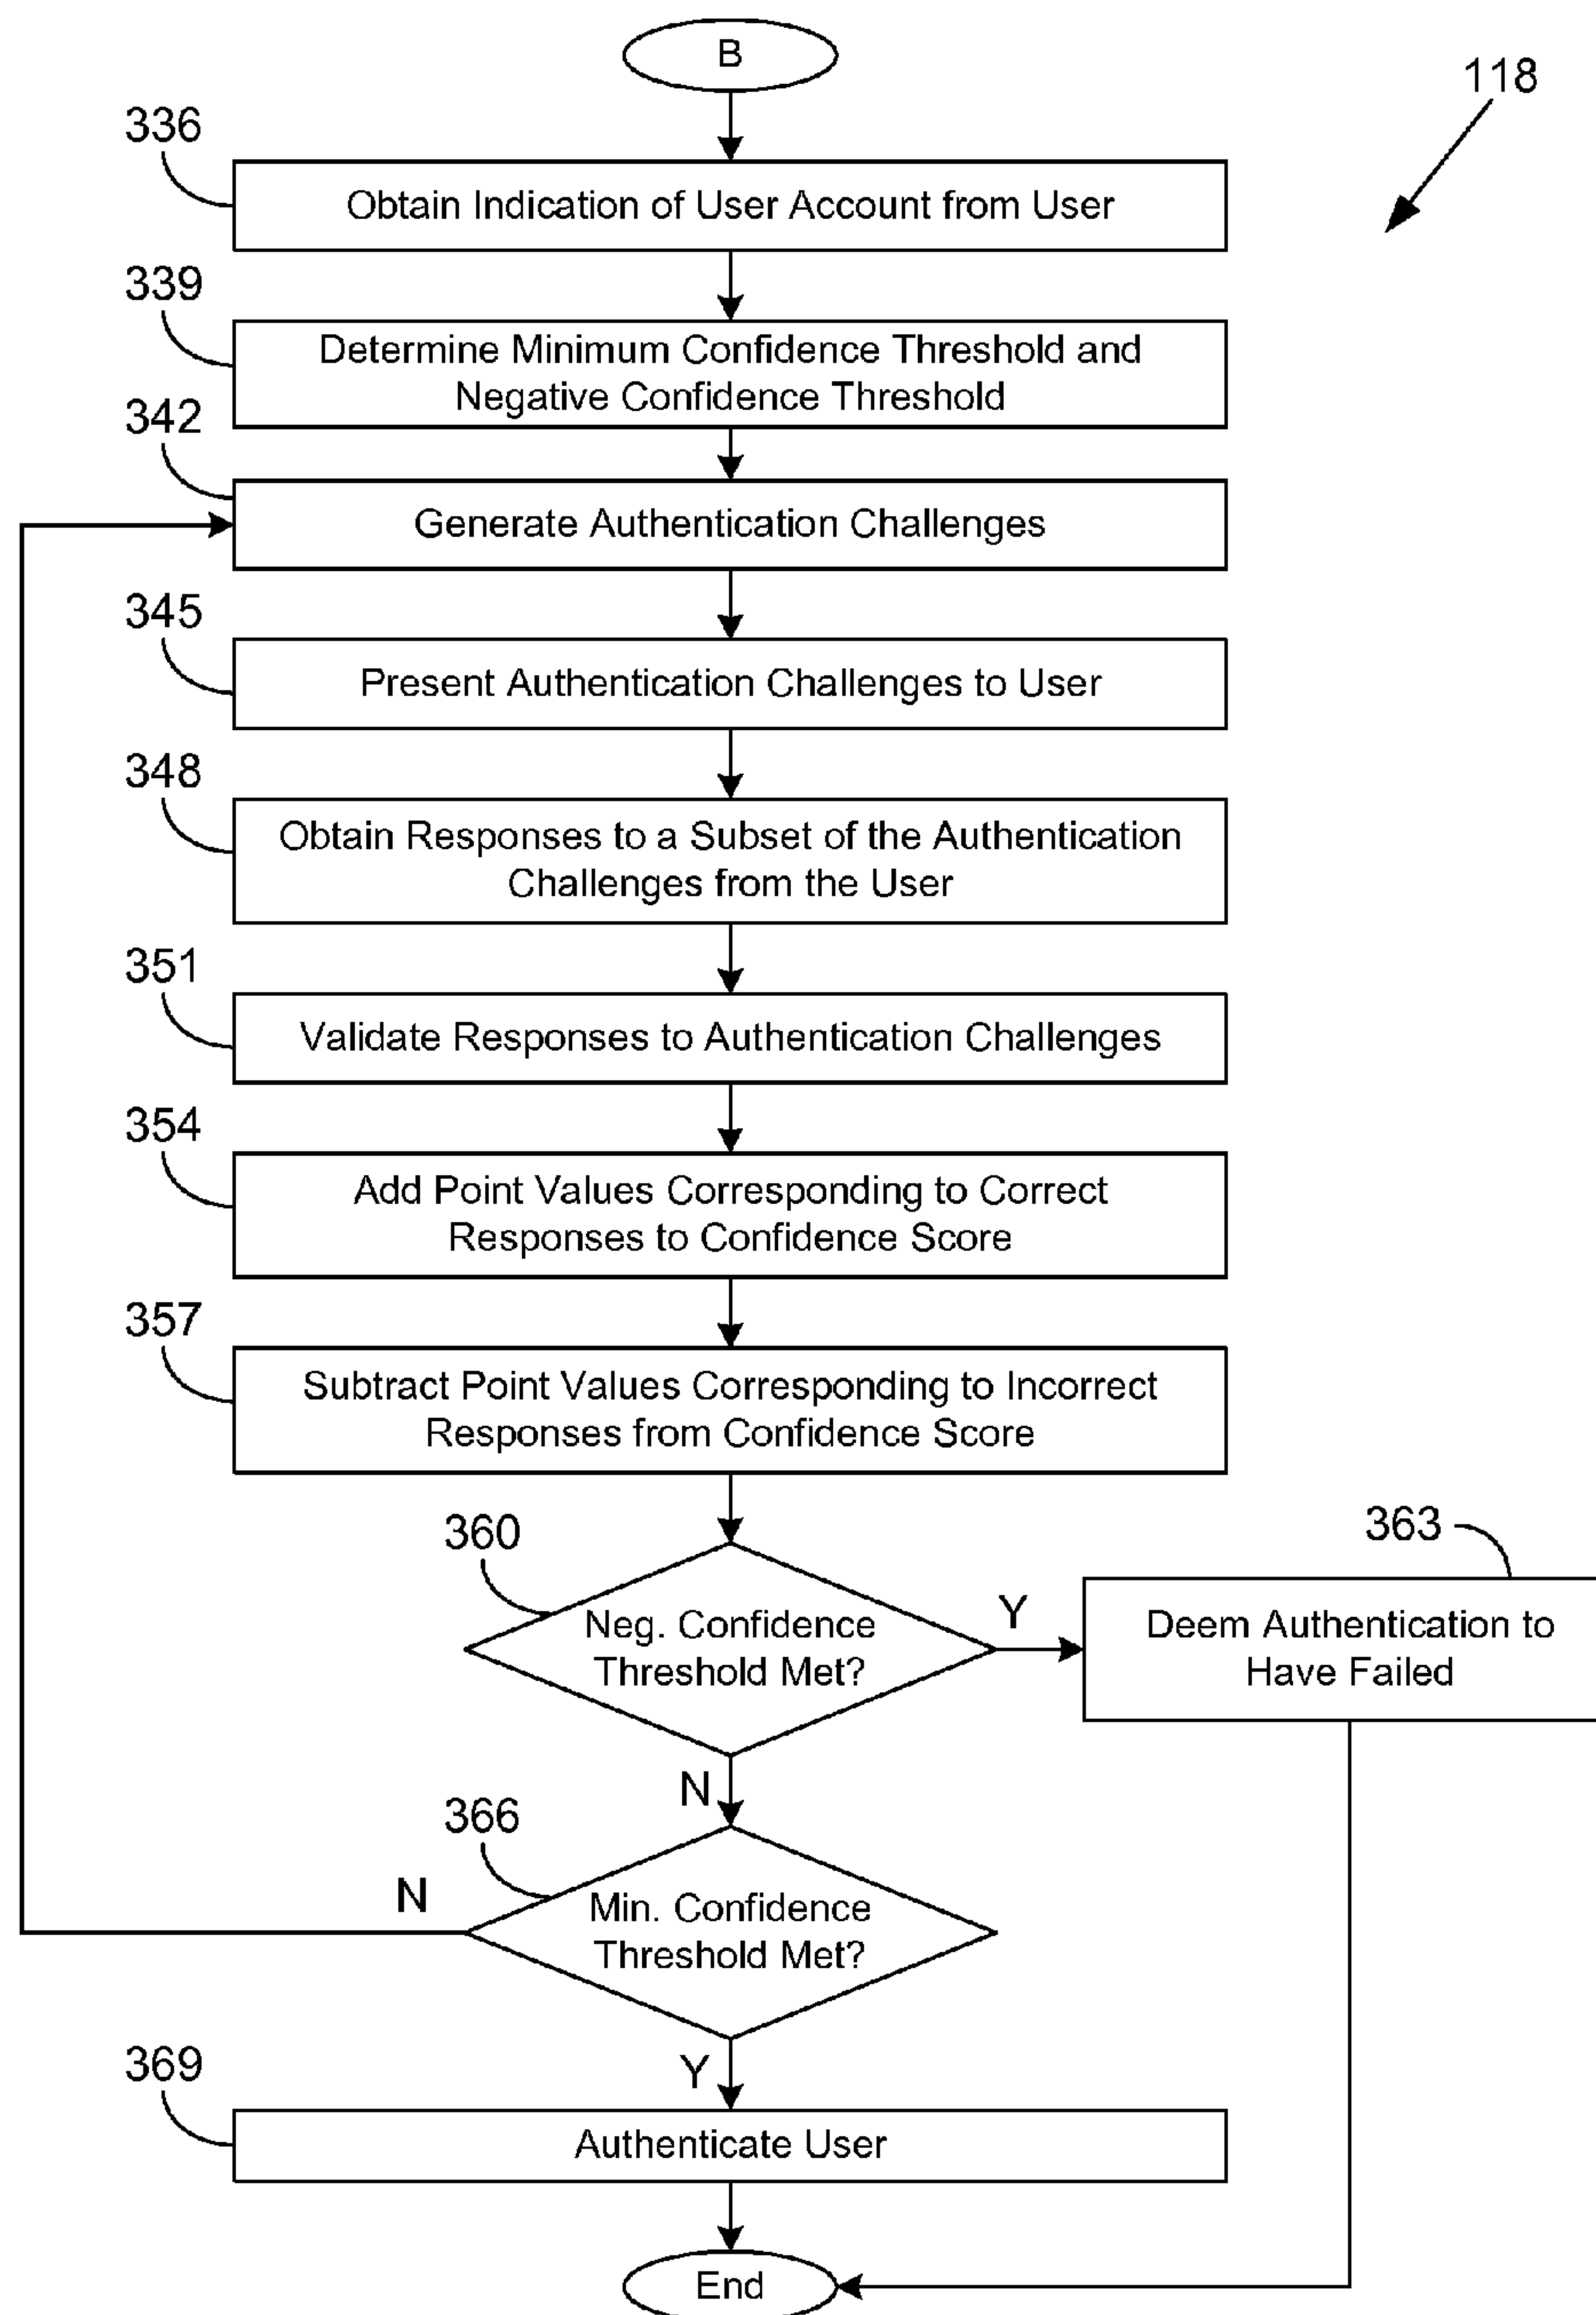 B
118
336
Obtain Indication of User Account from User
339
Determine Minimum Confidence Threshold and
Negative Confidence Threshold
342
Generate Authentication Challenges
345
Present Authentication Challenges to User
348
Obtain Responses to a Subset of the Authentication
Challenges from the User
351
Validate Responses to Authentication Challenges
354
Add Point Values Corresponding to Correct
Responses to Confidence Score
357
Subtract Point Values Corresponding to Incorrect
Responses from Confidence Score
360
Neg. Confidence
Threshold Met?
Y
363
Deem Authentication to
Have Failed
N
366
Min. Confidence
Threshold Met?
N
Y
369
Authenticate User
End